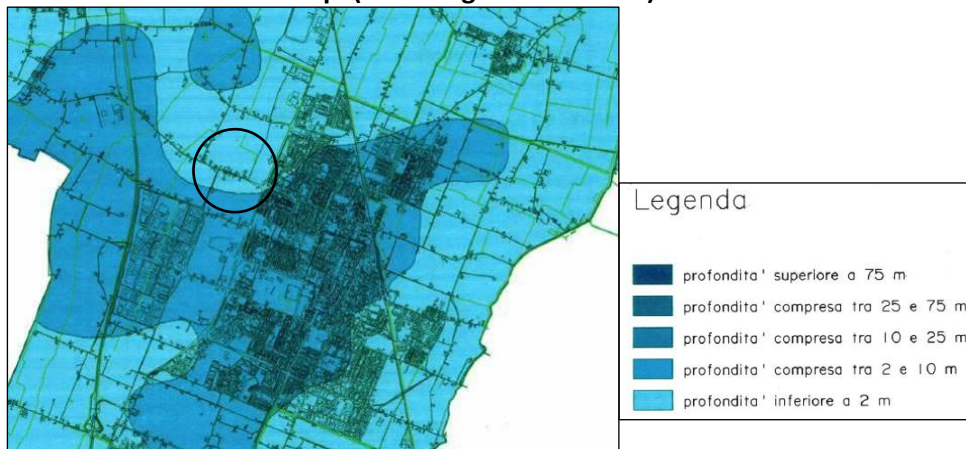 Legenda
profondita' superiore a 75 m
profondita' compresa tra 25 e 75 m
profondita' compresa tra 10 e 25 m
profondita' compresa tra 2 e 10 m
profondita' inferiore a 2 m